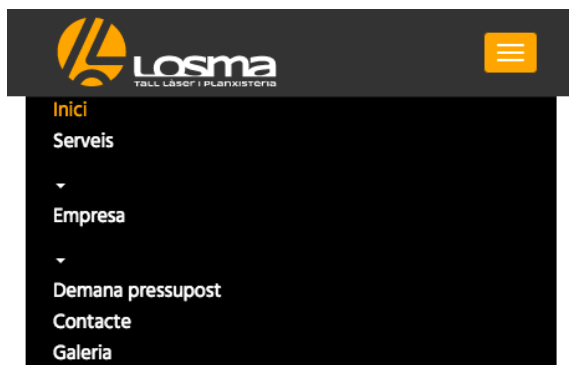 Losma
Tall Làser i Planxisteria
Inici
Serveis
Empresa
Demana pressupost
Contacte
Galeria